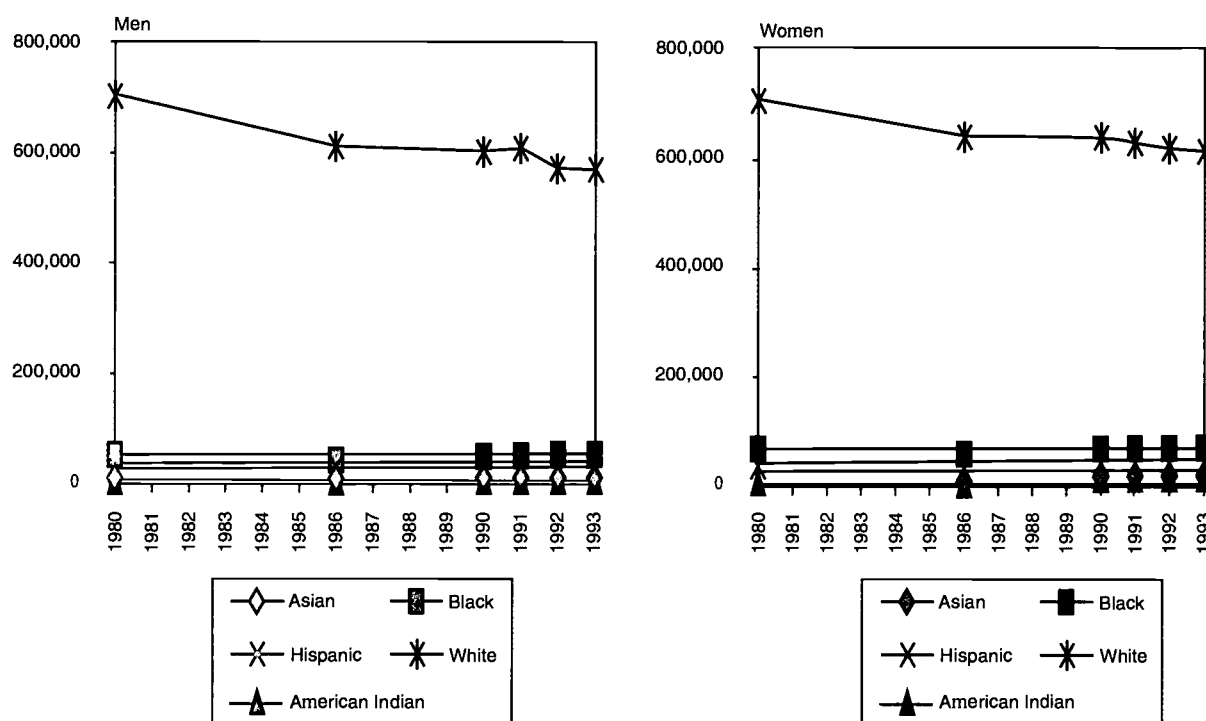 Men
800,000
600,000
400,000
200,000
0
1980 1981 1982 1983 1984 1985 1986 1987 1988 1989 1990 1991 1992 1993
Asian Black
Hispanic White
American Indian
Women
800,000
600,000
400,000
200,000
0
1980 1981 1982 1983 1984 1985 1986 1987 1988 1989 1990 1991 1992 1993
Asian Black
Hispanic White
American Indian